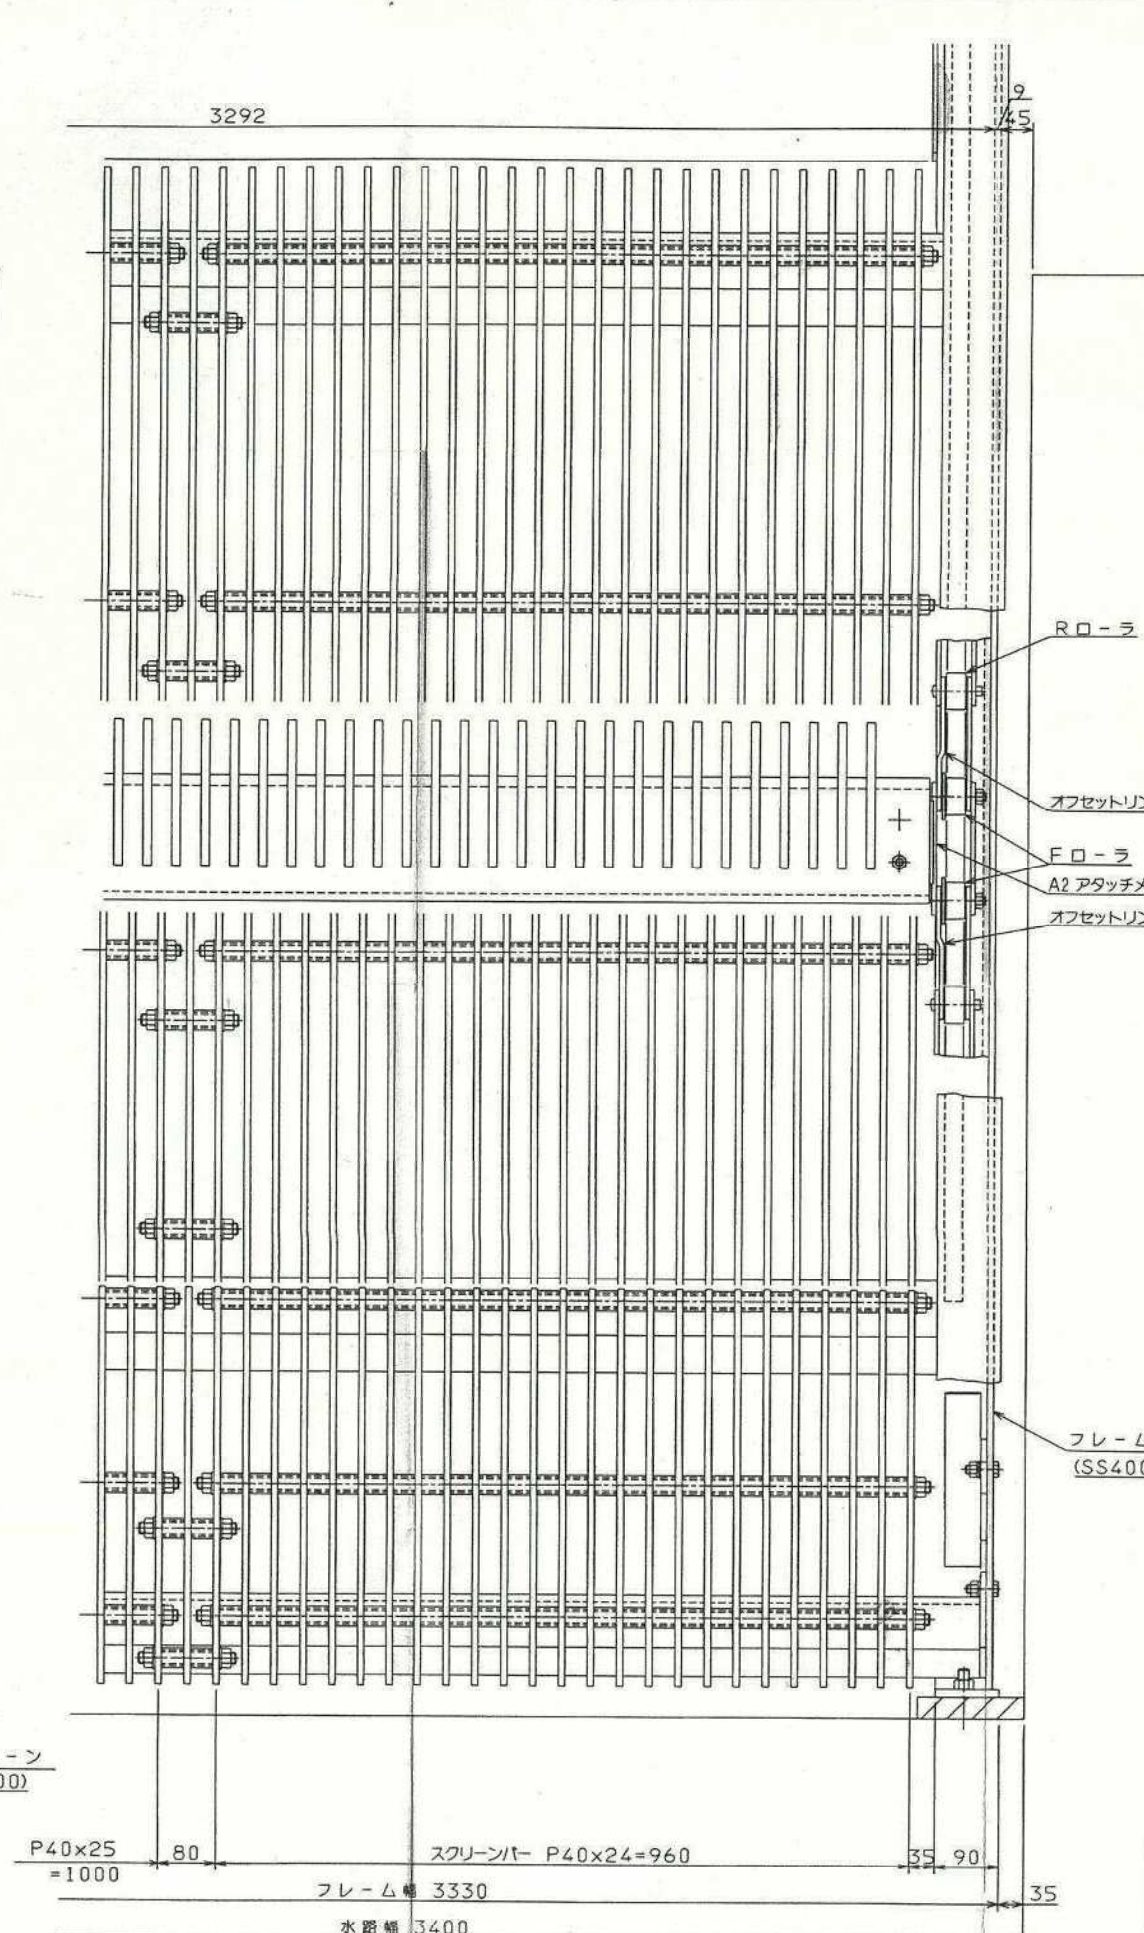 3292
9
45
Rローラ
オフセットリン
Fローラ
A2 アタッチメ
オフセットリン
フレーム
(SS400
ーン
00)
P40x25
=1000
80
スクリーンバー P40x24=960
35
90
フレーム幅 3330
35
水路幅 3400